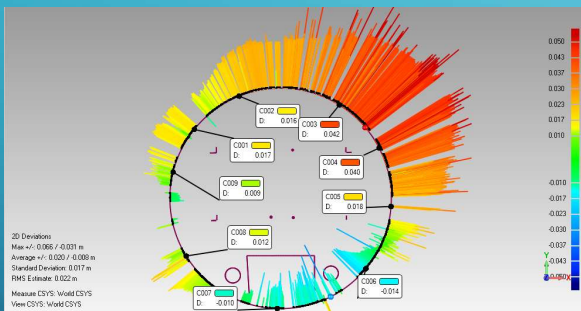 C002
D: 0.016
C003
D: 0.042
C001
D: 0.017
C004
D: 0.040
C009
D: 0.009
C005
D: 0.018
C008
D: 0.012
C007
D: -0.010
C006
D: -0.014
0.050
0.043
0.037
0.030
0.023
0.017
0.010
-0.010
-0.017
-0.023
-0.030
-0.037
-0.043
Y
2D Deviations
Max +/-: 0.066 / -0.031 m
Average +/-: 0.020 / -0.008 m
Standard Deviation: 0.017 m
RMS Estimate: 0.022 m
Measure CSYS: World CSYS
View CSYS: World CSYS